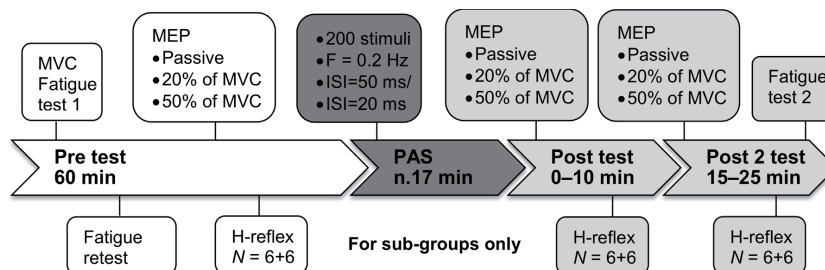 MVC
Fatigue
test 1
MEP
•Passive
•20% of MVC
•50% of MVC
•200 stimuli
•F = 0.2 Hz
•ISI=50 ms/
•ISI=20 ms
MEP
•Passive
•20% of MVC
•50% of MVC
MEP
•Passive
•20% of MVC
•50% of MVC
Fatigue
test 2
Pre test
60 min
PAS
n.17 min
Post test
0–10 min
Post 2 test
15–25 min
Fatigue
retest
H-reflex
N = 6+6
For sub-groups only
H-reflex
N = 6+6
H-reflex
N = 6+6